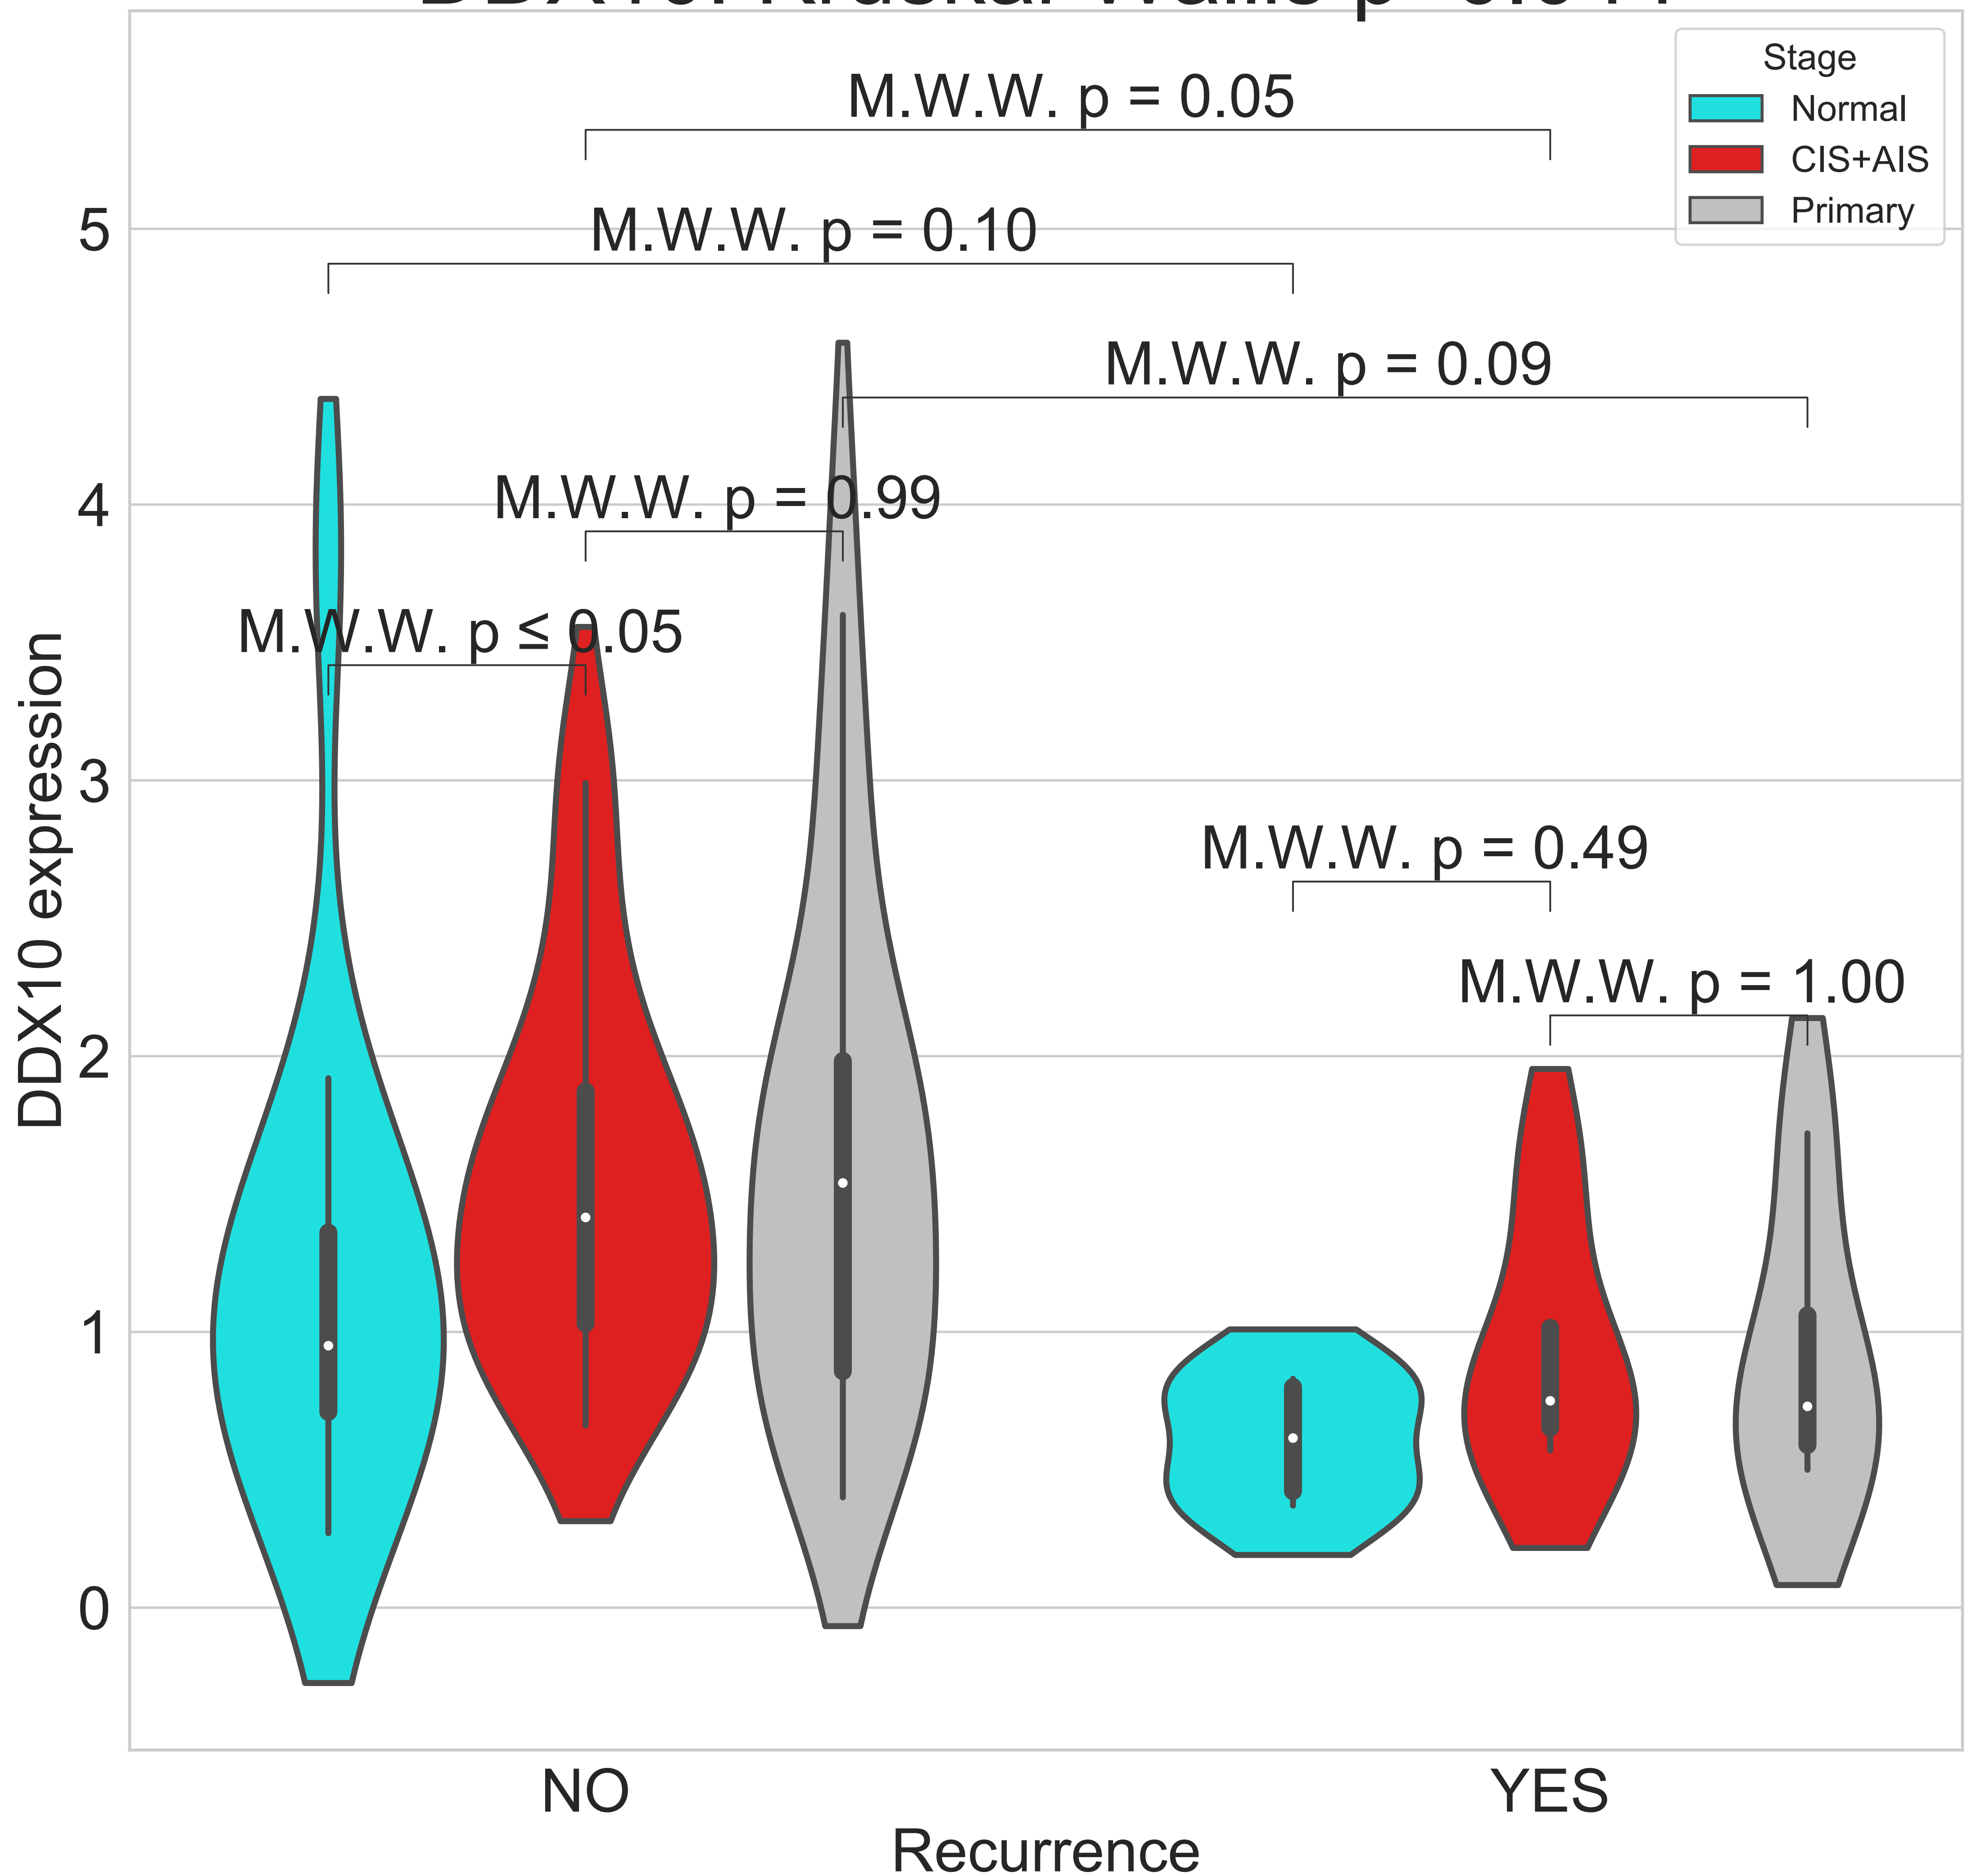 Stage
Normal
CIS+AIS
Primary
M.W.W. p = 0.05
M.W.W. p = 0.10
M.W.W. p = 0.09
M.W.W. p = 0.99
M.W.W. p ≤ 0.05
M.W.W. p = 0.49
M.W.W. p = 1.00
DDX10 expression
5
4
3
2
1
0
NO
YES
Recurrence